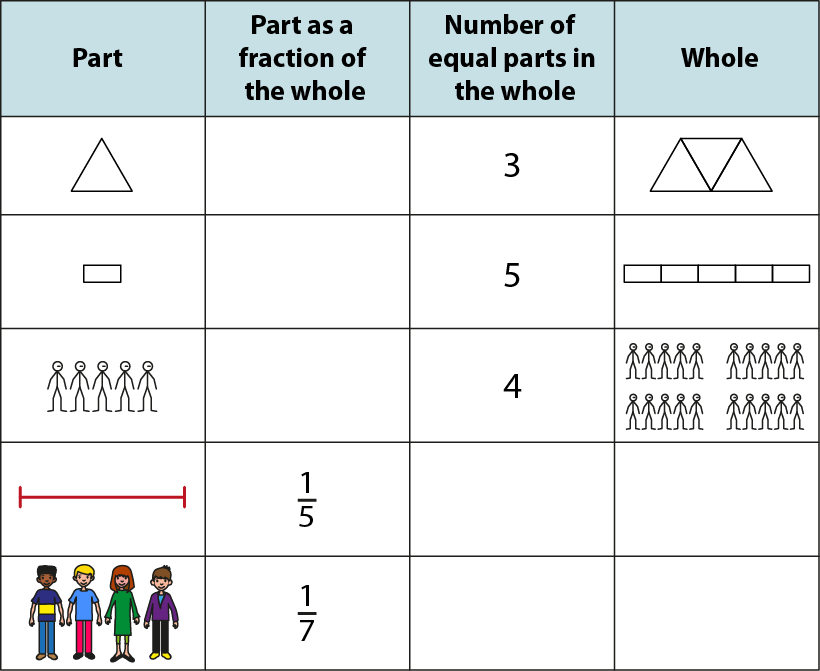 Part
Part as a
fraction of
the whole
Number of
equal parts in
the whole
Whole
3
5
4
1
5
1
7